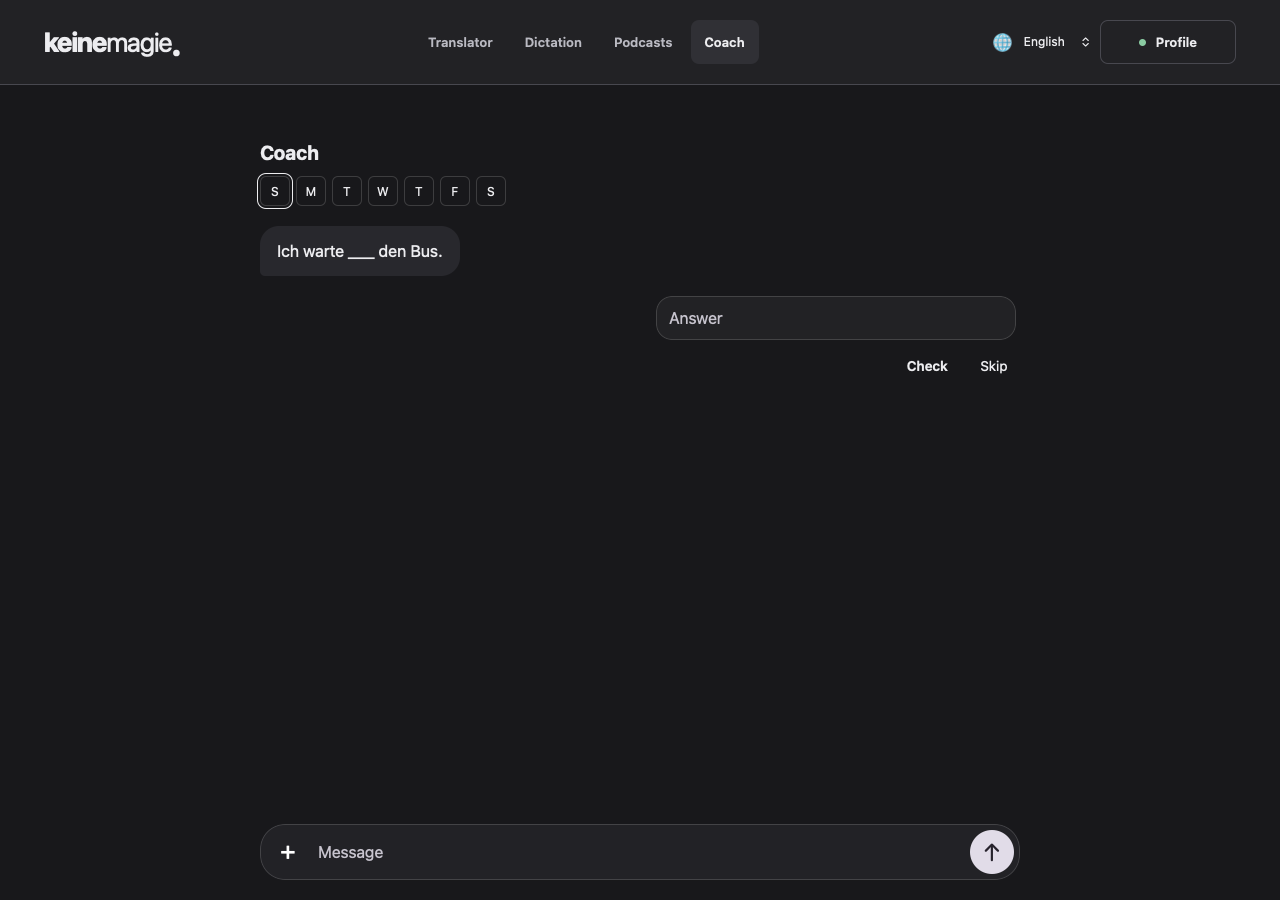 keinemagie.
Translator Dictation Podcasts Coach
English
Profile
Coach
S M T W T F S
Ich warte ___ den Bus.
Answer
Check Skip
+ Message